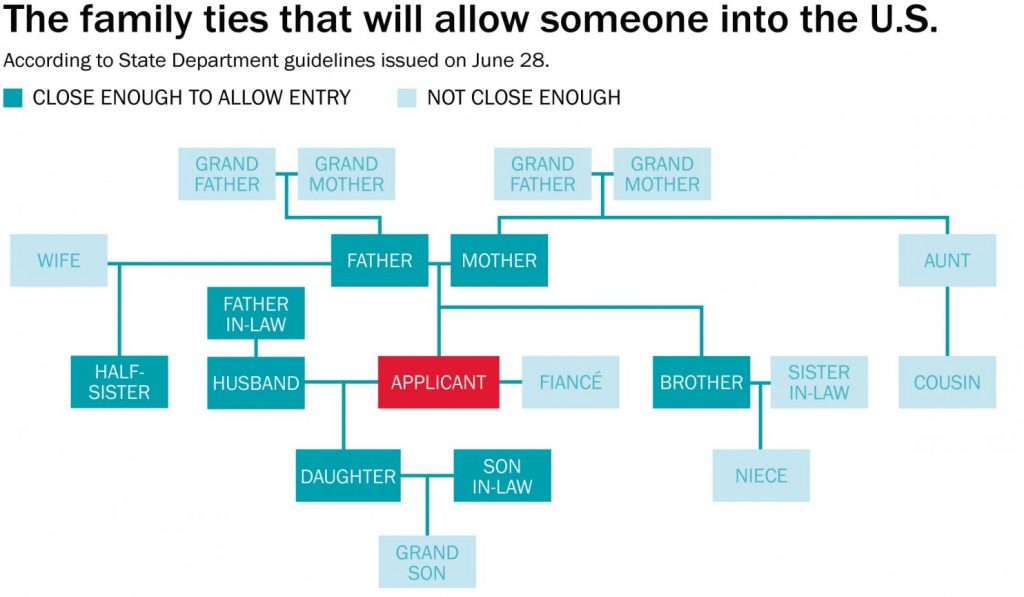 The family ties that will allow someone into the U.S.
According to State Department guidelines issued on June 28.
CLOSE ENOUGH TO ALLOW ENTRY
NOT CLOSE ENOUGH
GRAND
FATHER
GRAND
MOTHER
GRAND
FATHER
GRAND
MOTHER
WIFE
FATHER
MOTHER
AUNT
FATHER
IN-LAW
HALF-
SISTER
HUSBAND
APPLICANT
FIANCÉ
BROTHER
SISTER
IN-LAW
COUSIN
DAUGHTER
SON
IN-LAW
NIECE
GRAND
SON